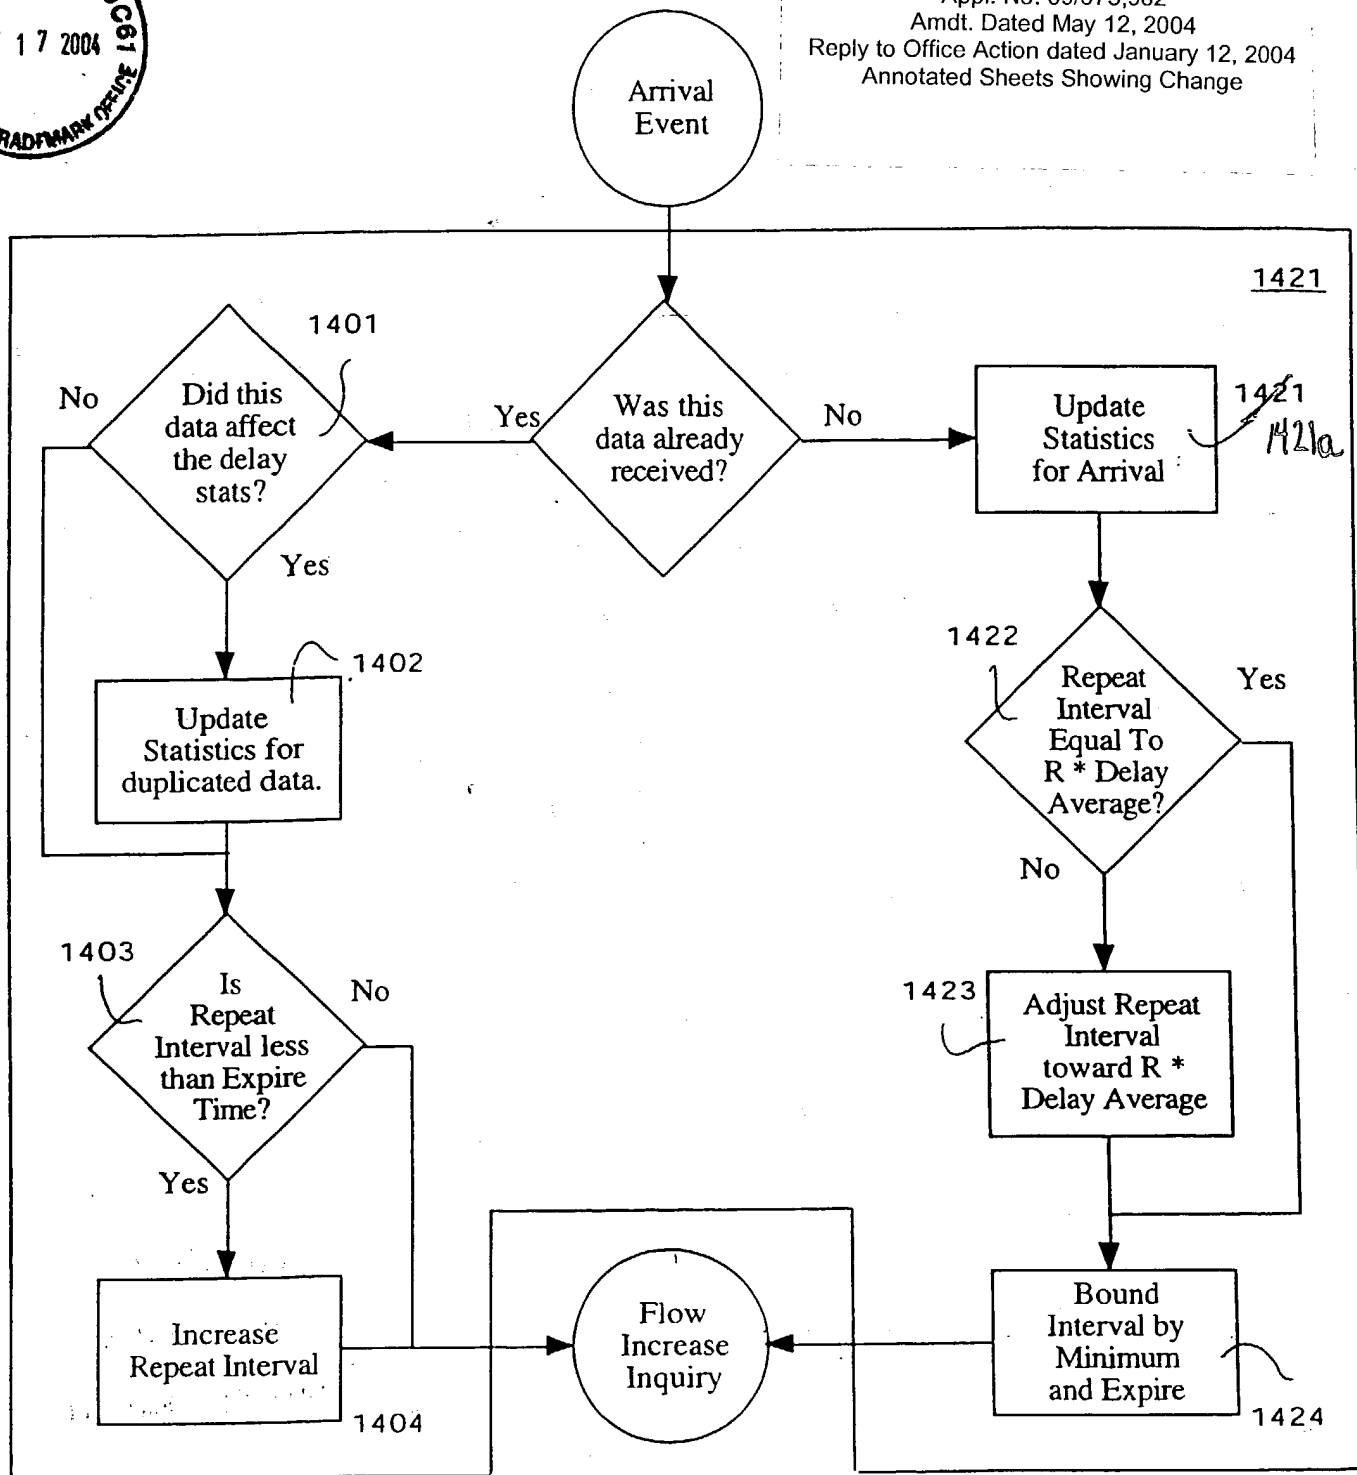 1 7 2004
TRADEMARK OFFICE
Amdt. Dated May 12, 2004
Reply to Office Action dated January 12, 2004
Annotated Sheets Showing Change
Arrival
Event
1421
1401
No
Did this
data affect
the delay
stats?
Yes
Was this
data already
received?
No
Update
Statistics
for Arrival
1421
1421a
Yes
1402
Update
Statistics for
duplicated data.
1422
Repeat
Interval
Equal To
R * Delay
Average?
Yes
No
1403
Is
Repeat
Interval less
than Expire
Time?
No
1423
Adjust Repeat
Interval
toward R *
Delay Average
Yes
Increase
Repeat Interval
1404
Flow
Increase
Inquiry
Bound
Interval by
Minimum
and Expire
1424